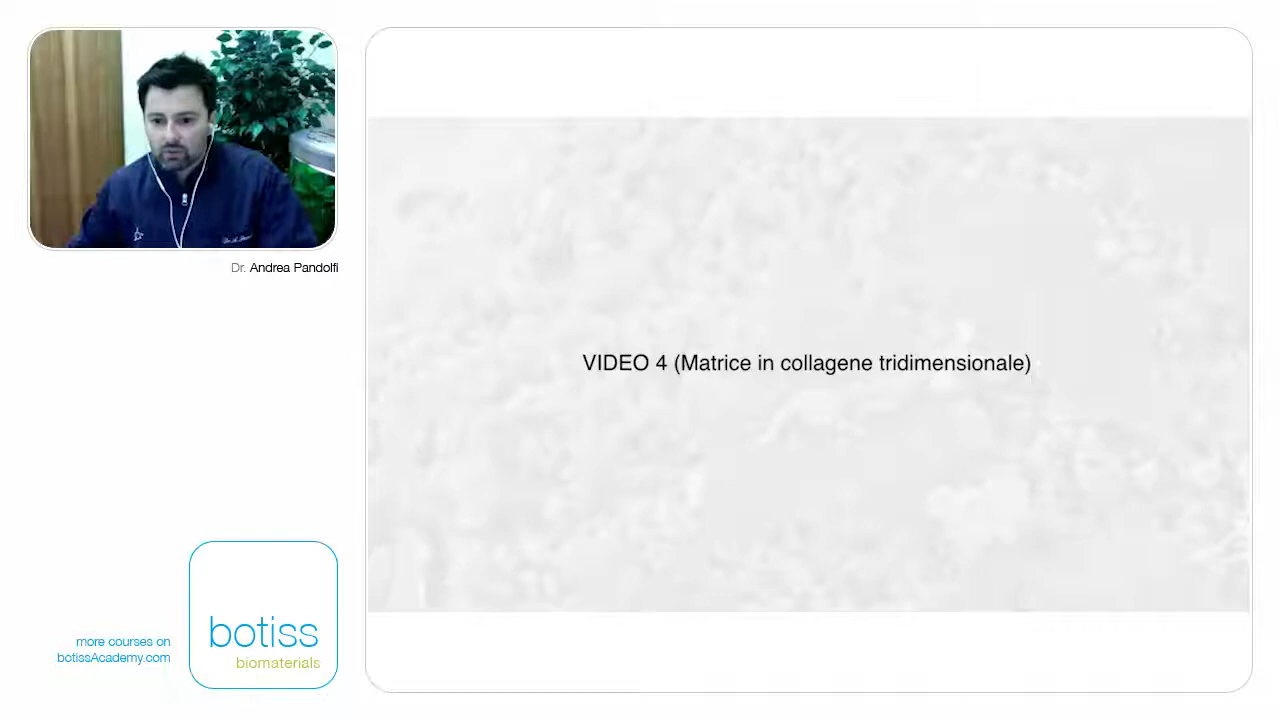 Dr. Andrea Pandolfi
VIDEO 4 (Matrice in collagene tridimensionale)
more courses on
botissAcademy.com
botiss
biomaterials